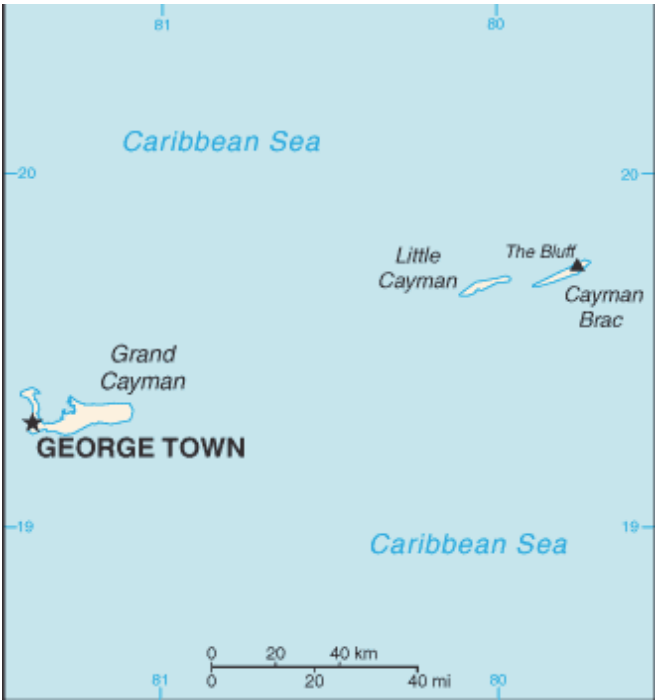 81
80
Caribbean Sea
20
20
Little
Cayman
The Bluff
Cayman
Brac
Grand
Cayman
GEORGE TOWN
19
19
Caribbean Sea
0 20 40 km
0 20 40 mi
81
80